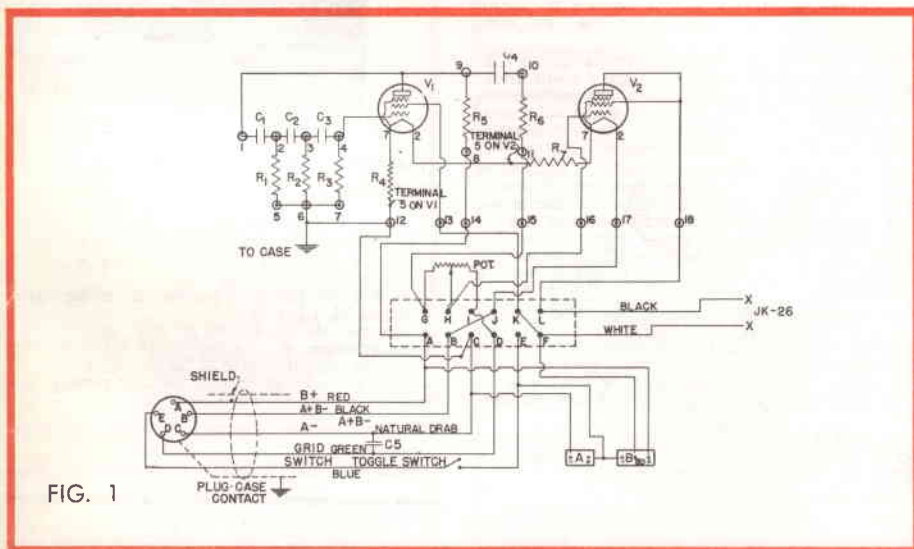 9
C4
10
V1
V2
C1
C2
C3
1
2
3
4
7
2
R5
R6
7
2
TERMINAL
5 ON V2
11
R7
8
R1
R2
R3
R4
TERMINAL
5 ON V1
5
6
7
12
13
14
15
16
17
18
TO CASE
POT.
G
H
I
J
K
L
BLACK
X
JK-26
A
B
C
D
E
F
WHITE
X
SHIELD
B+ RED
A+B- BLACK
A+B-
A- NATURAL DRAB
C5
GRID GREEN
SWITCH TOGGLE SWITCH
BLUE
A
B
C
D
E
PLUG-CASE
CONTACT
A
B
FIG. 1